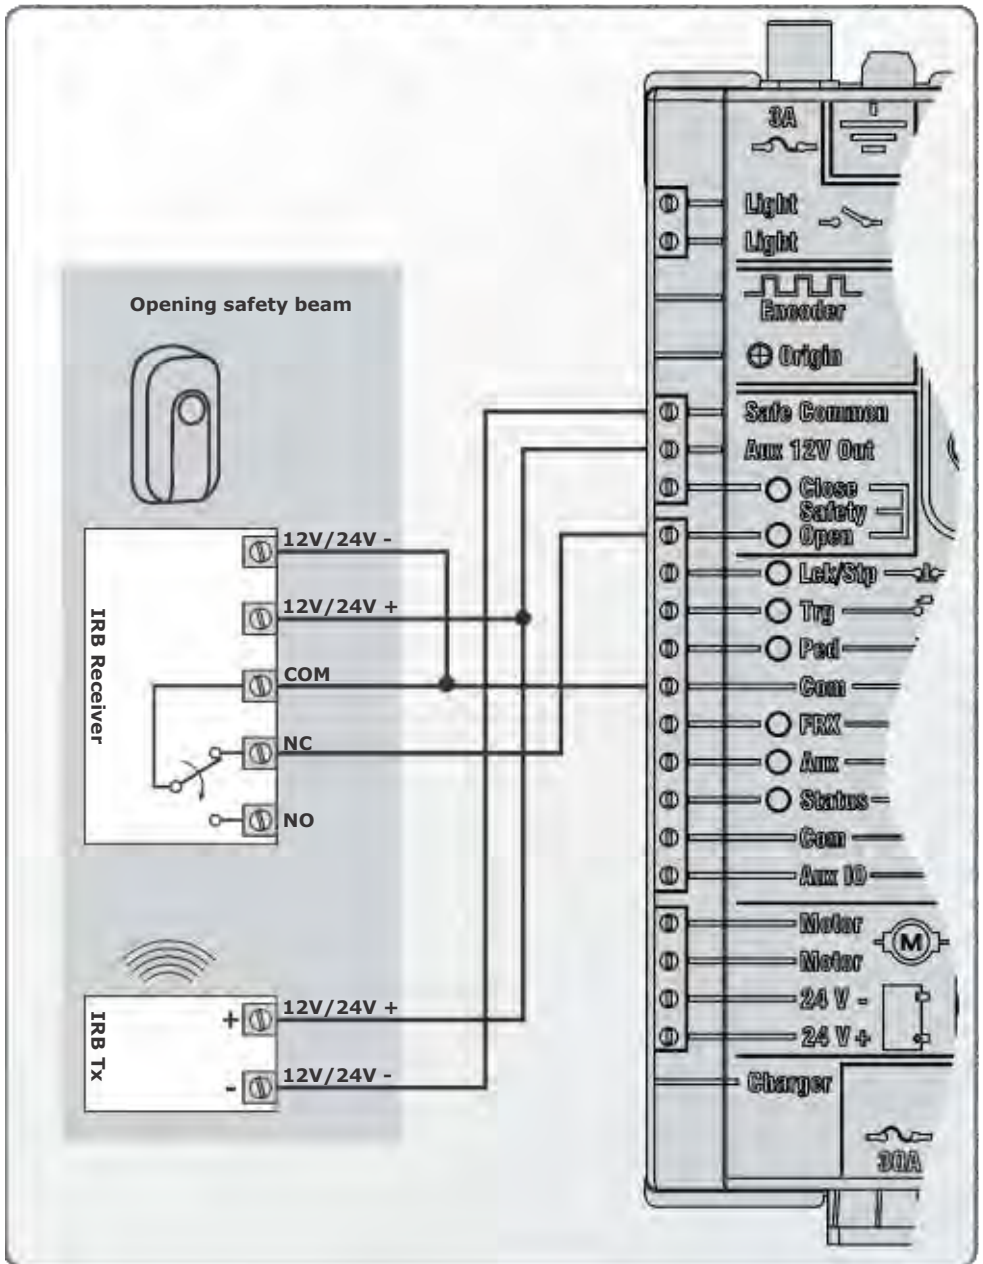 Opening safety beam
IRB Receiver
12V/24V -
12V/24V +
COM
NC
NO
IRB Tx
+
12V/24V +
-
12V/24V -
3A
Light
Light
Encoder
Origin
Safe Common
Aux 12V Out
Close
Safety
Open
Lck/Stp
Trg
Ped
Com
FRX
Aux
Status
Com
Aux IO
Motor
Motor
M
24 V -
24 V +
Charger
30A